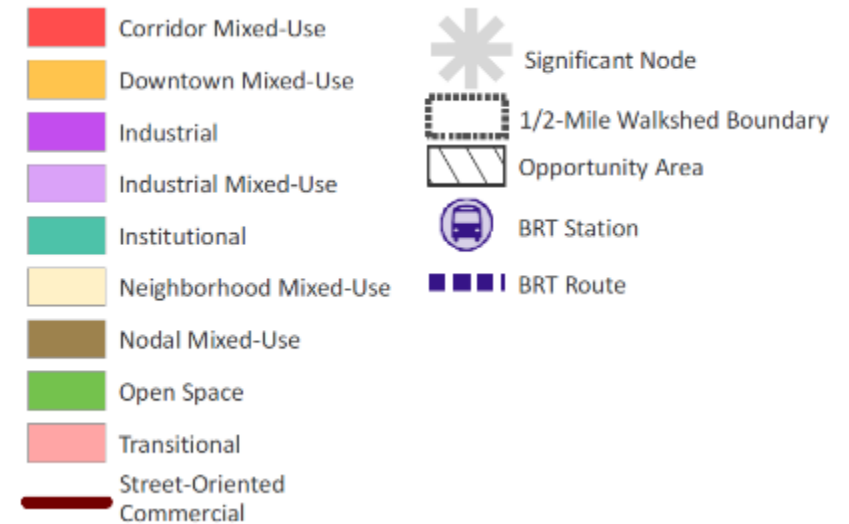 Corridor Mixed-Use
Downtown Mixed-Use
Industrial
Industrial Mixed-Use
Institutional
Neighborhood Mixed-Use
Nodal Mixed-Use
Open Space
Transitional
Street-Oriented
Commercial
Significant Node
1/2-Mile Walkshed Boundary
Opportunity Area
BRT Station
BRT Route